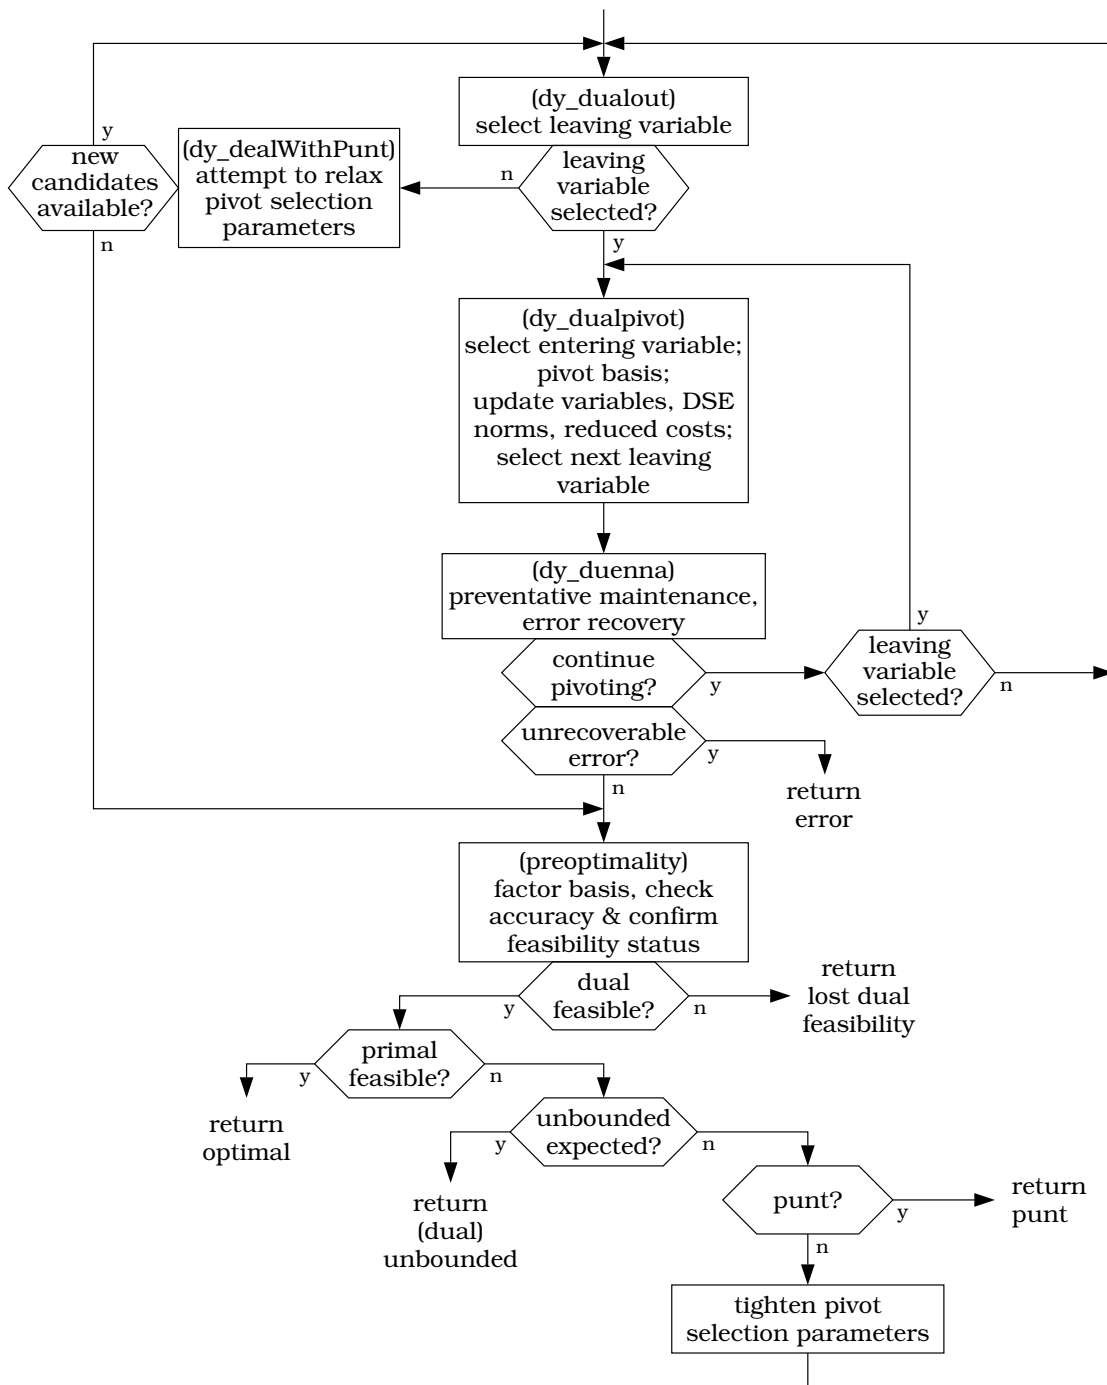 (dy_dualout)
select leaving variable
y
new
candidates
available?
n
(dy_dealWithPunt)
attempt to relax
pivot selection
parameters
n
leaving
variable
selected?
y
(dy_dualpivot)
select entering variable;
pivot basis;
update variables, DSE
norms, reduced costs;
select next leaving
variable
(dy_duenna)
preventative maintenance,
error recovery
continue
pivoting?
y
y
leaving
variable
selected?
n
unrecoverable
error?
y
n
return
error
(preoptimality)
factor basis, check
accuracy & confirm
feasibility status
dual
feasible?
y
n
return
lost dual
feasibility
primal
feasible?
y
n
return
optimal
unbounded
expected?
y
n
return
(dual)
unbounded
punt?
y
return
punt
n
tighten pivot
selection parameters